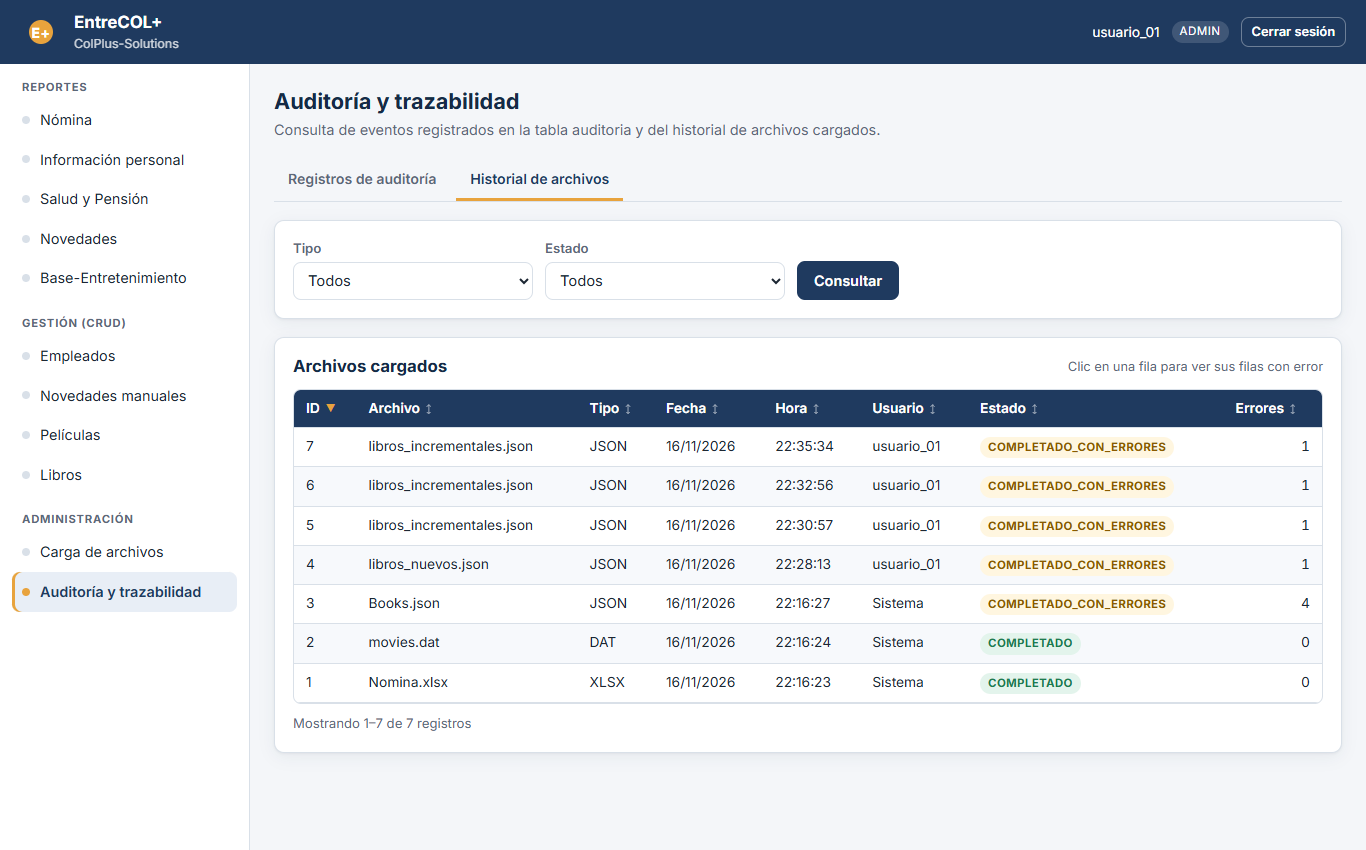 E+
EntreCOL+
ColPlus-Solutions
usuario_01 ADMIN Cerrar sesión
REPORTES
Nómina
Información personal
Salud y Pensión
Novedades
Base-Entretenimiento
GESTIÓN (CRUD)
Empleados
Novedades manuales
Películas
Libros
ADMINISTRACIÓN
Carga de archivos
Auditoría y trazabilidad
Auditoría y trazabilidad
Consulta de eventos registrados en la tabla auditoria y del historial de archivos cargados.
Registros de auditoría Historial de archivos
Tipo Estado
Todos Todos Consultar
Archivos cargados Clic en una fila para ver sus filas con error
ID ▼ Archivo ↕ Tipo ↕ Fecha ↕ Hora ↕ Usuario ↕ Estado ↕ Errores ↕
7 libros_incrementales.json JSON 16/11/2026 22:35:34 usuario_01 COMPLETADO_CON_ERRORES 1
6 libros_incrementales.json JSON 16/11/2026 22:32:56 usuario_01 COMPLETADO_CON_ERRORES 1
5 libros_incrementales.json JSON 16/11/2026 22:30:57 usuario_01 COMPLETADO_CON_ERRORES 1
4 libros_nuevos.json JSON 16/11/2026 22:28:13 usuario_01 COMPLETADO_CON_ERRORES 1
3 Books.json JSON 16/11/2026 22:16:27 Sistema COMPLETADO_CON_ERRORES 4
2 movies.dat DAT 16/11/2026 22:16:24 Sistema COMPLETADO 0
1 Nomina.xlsx XLSX 16/11/2026 22:16:23 Sistema COMPLETADO 0
Mostrando 1–7 de 7 registros